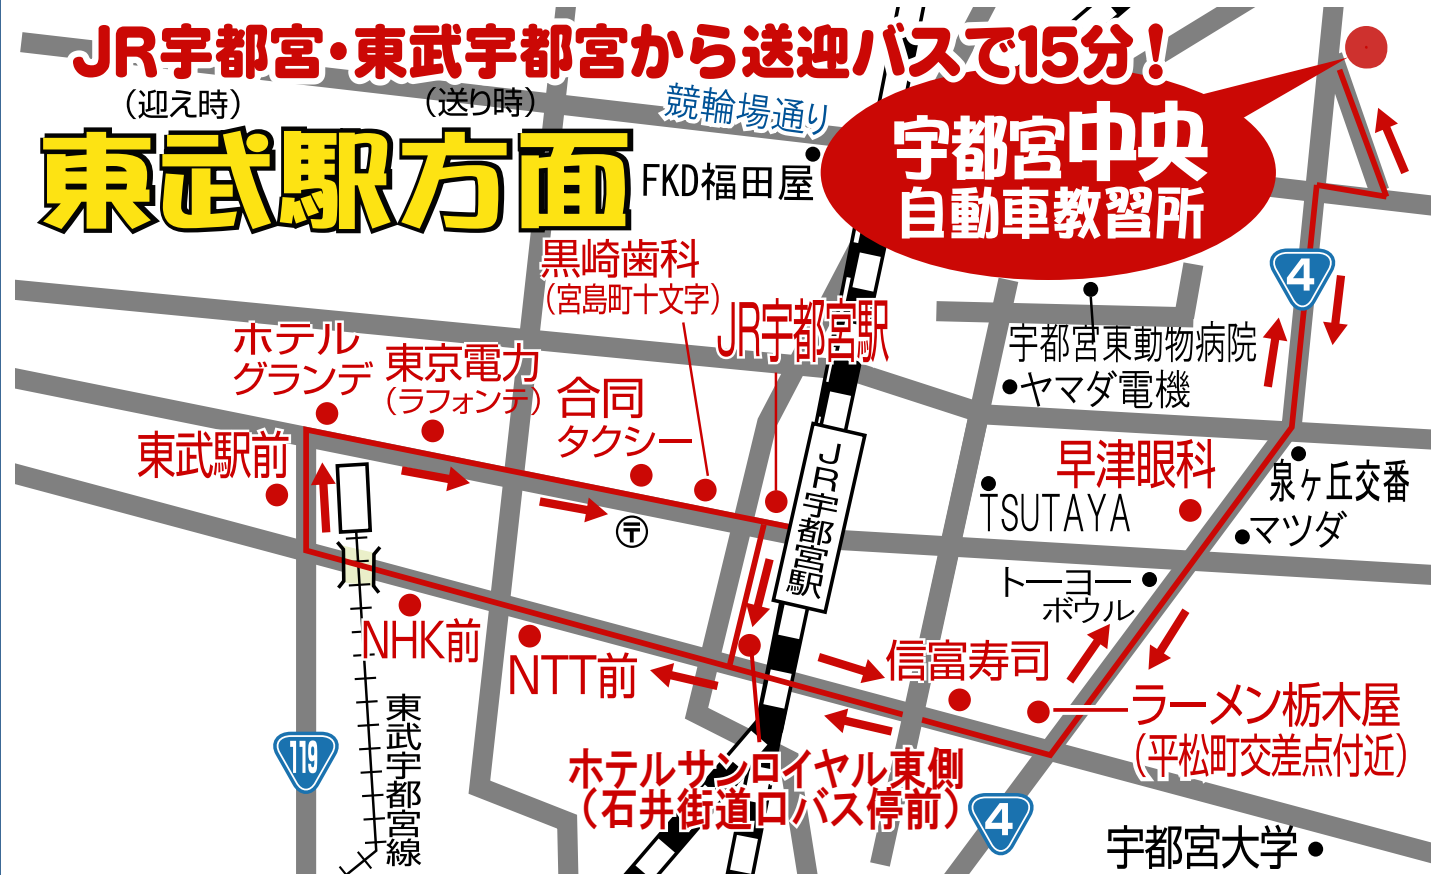 JR宇都宮・東武宇都宮から送迎バスで15分！
（迎え時）
（送り時）
東武駅方面
競輪場通り
FKD福田屋
宇都宮中央
自動車教習所
黒崎歯科
（宮島町十文字）
JR宇都宮駅
ホテル
グランデ
東京電力
（ラフォンテ）
合同
タクシー
東武駅前
〒
JR宇都宮駅
4
宇都宮東動物病院
ヤマダ電機
早津眼科
TSUTAYA
泉ヶ丘交番
マツダ
トーヨー
ボウル
NHK前
NTT前
信富寿司
ラーメン栃木屋
（平松町交差点付近）
東武宇都宮線
119
ホテルサンロイヤル東側
（石井街道口バス停前）
4
宇都宮大学